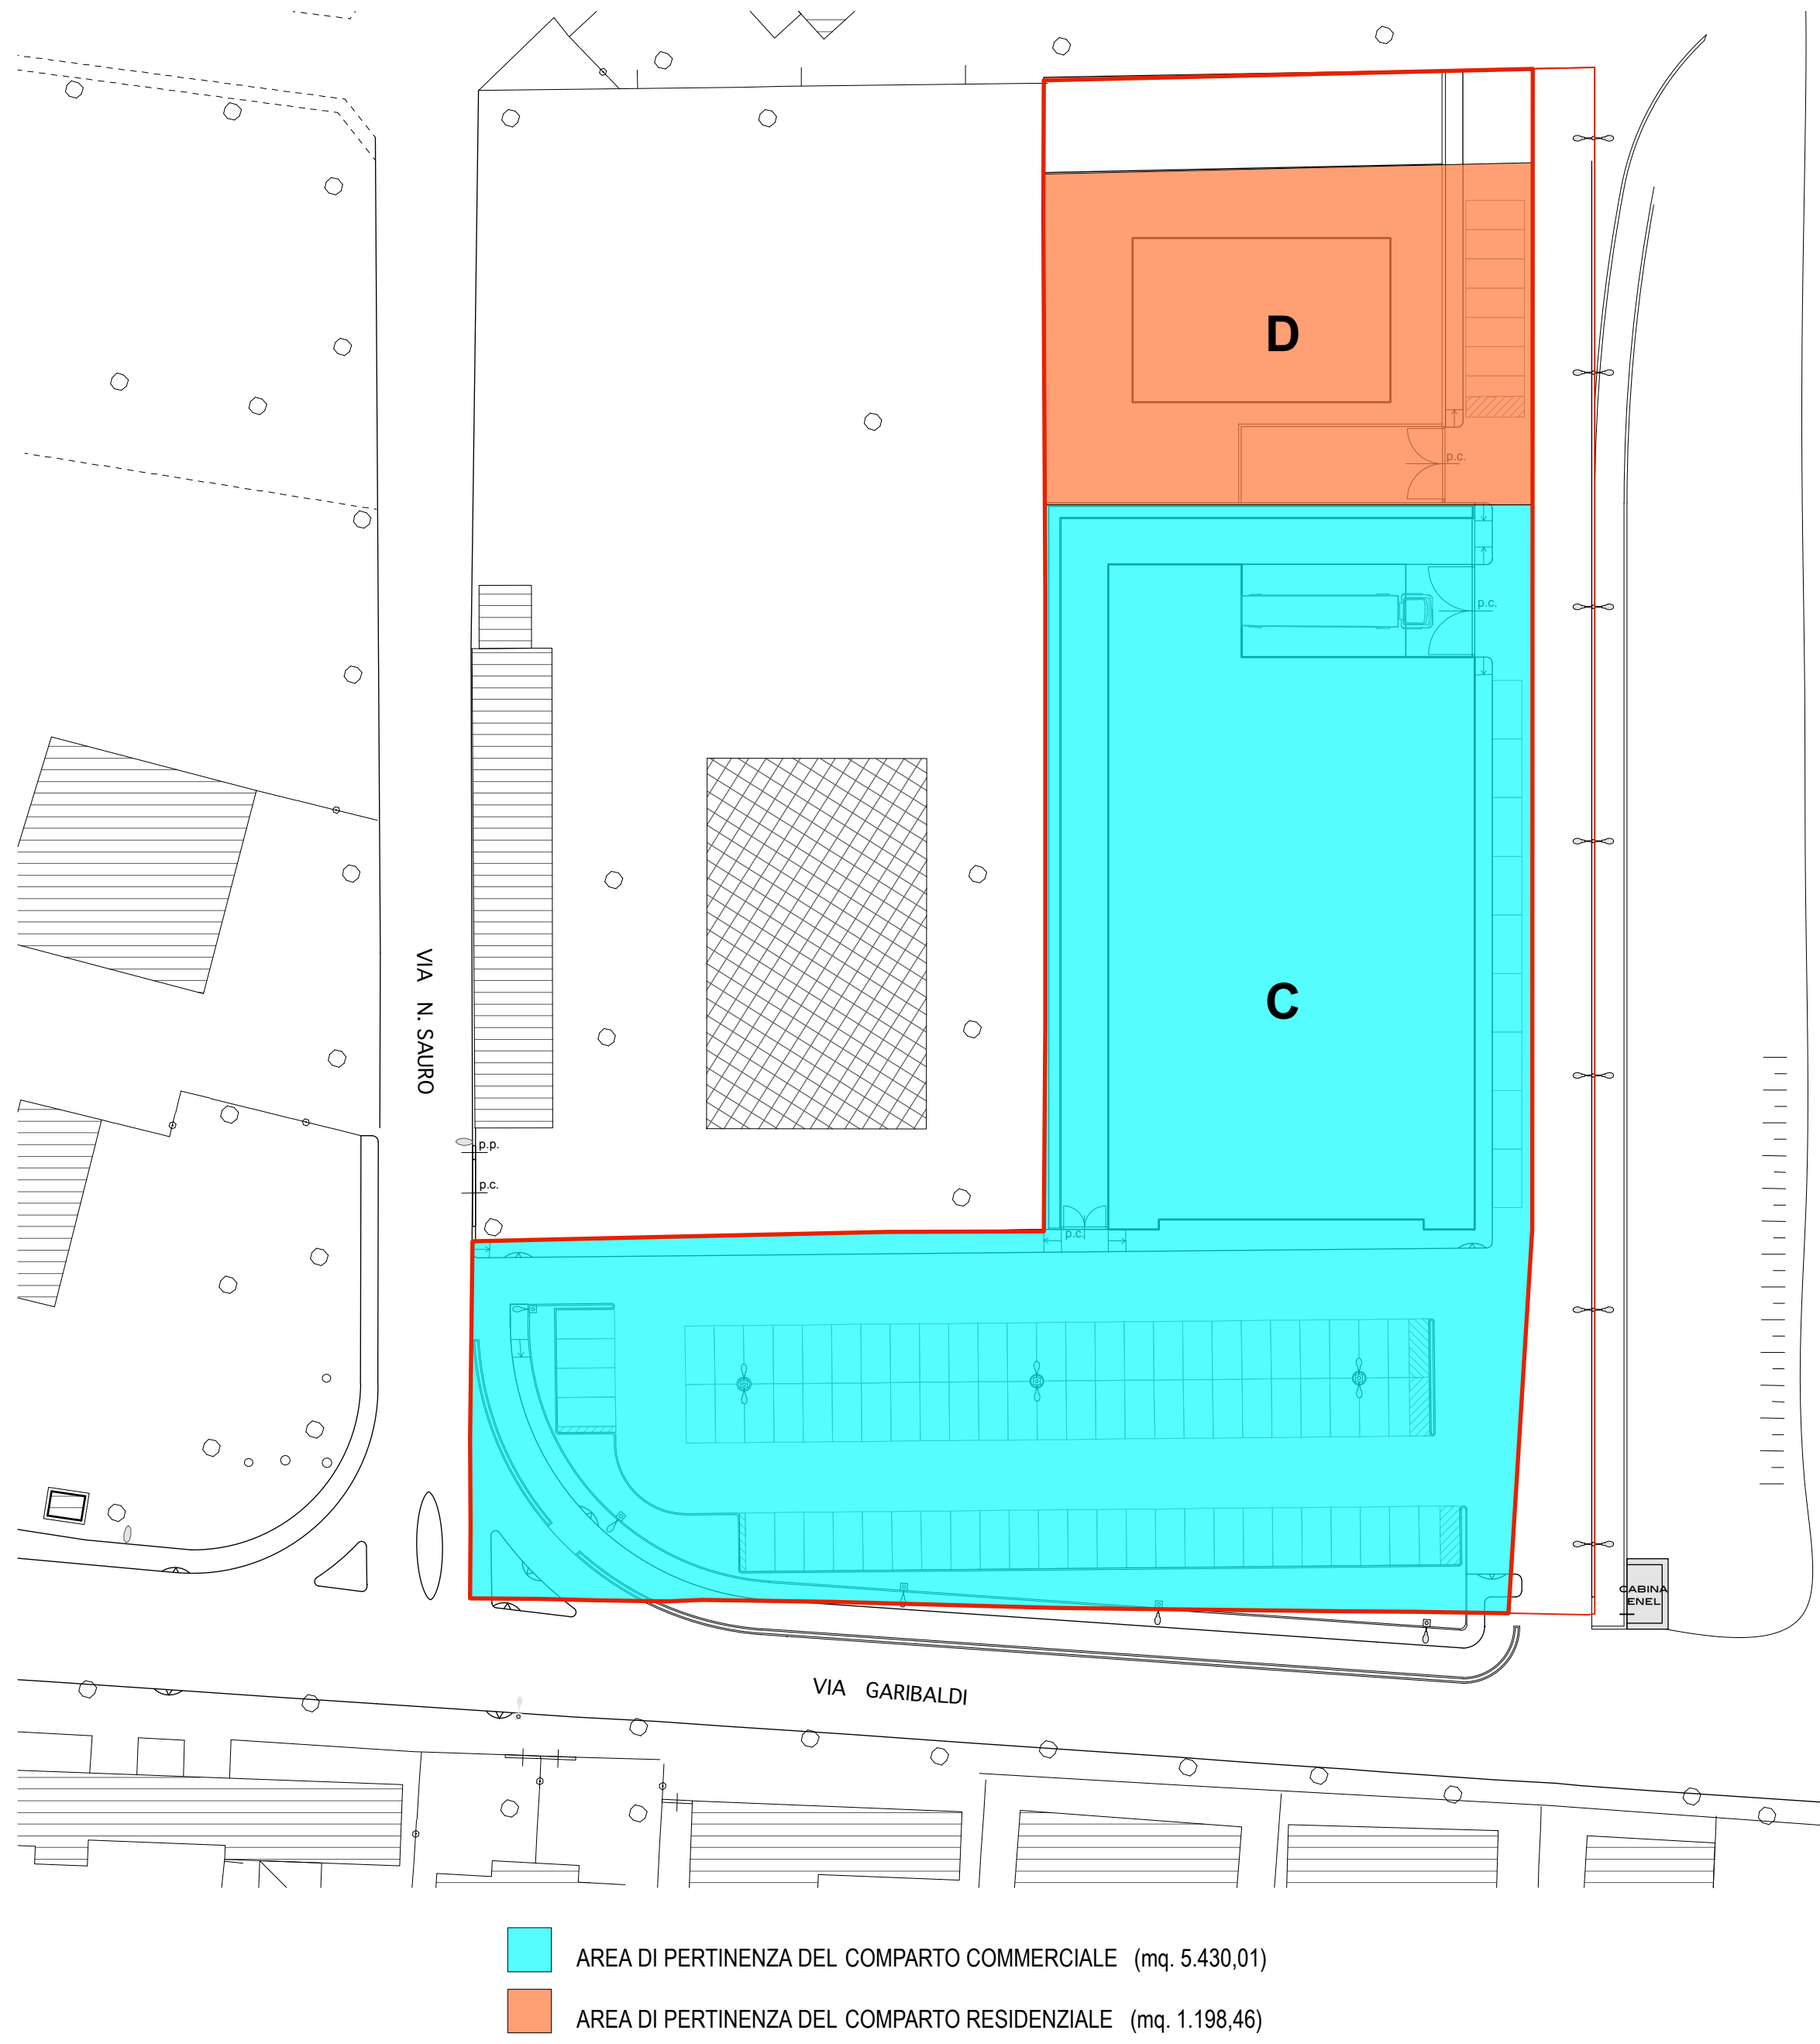 D
p.c.
p.c.
C
VIA N. SAURO
p.p.
p.c.
p.c.
CABINA
ENEL
VIA GARIBALDI
AREA DI PERTINENZA DEL COMPARTO COMMERCIALE (mq. 5.430,01)
AREA DI PERTINENZA DEL COMPARTO RESIDENZIALE (mq. 1.198,46)